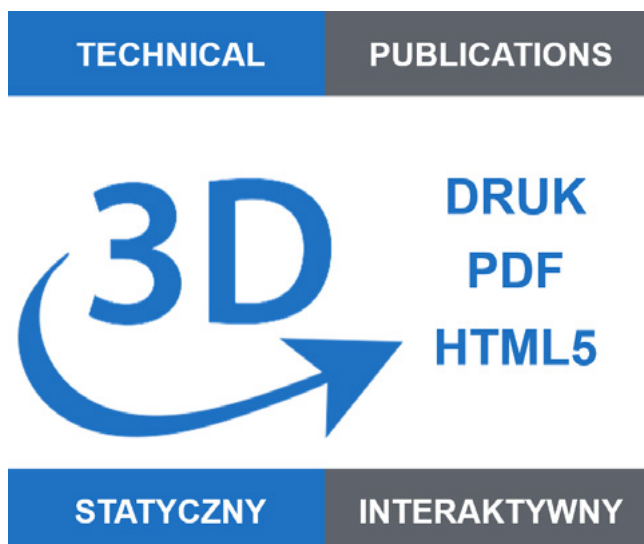 TECHNICAL PUBLICATIONS
3D
DRUK
PDF
HTML5
STATYCZNY INTERAKTYWNY